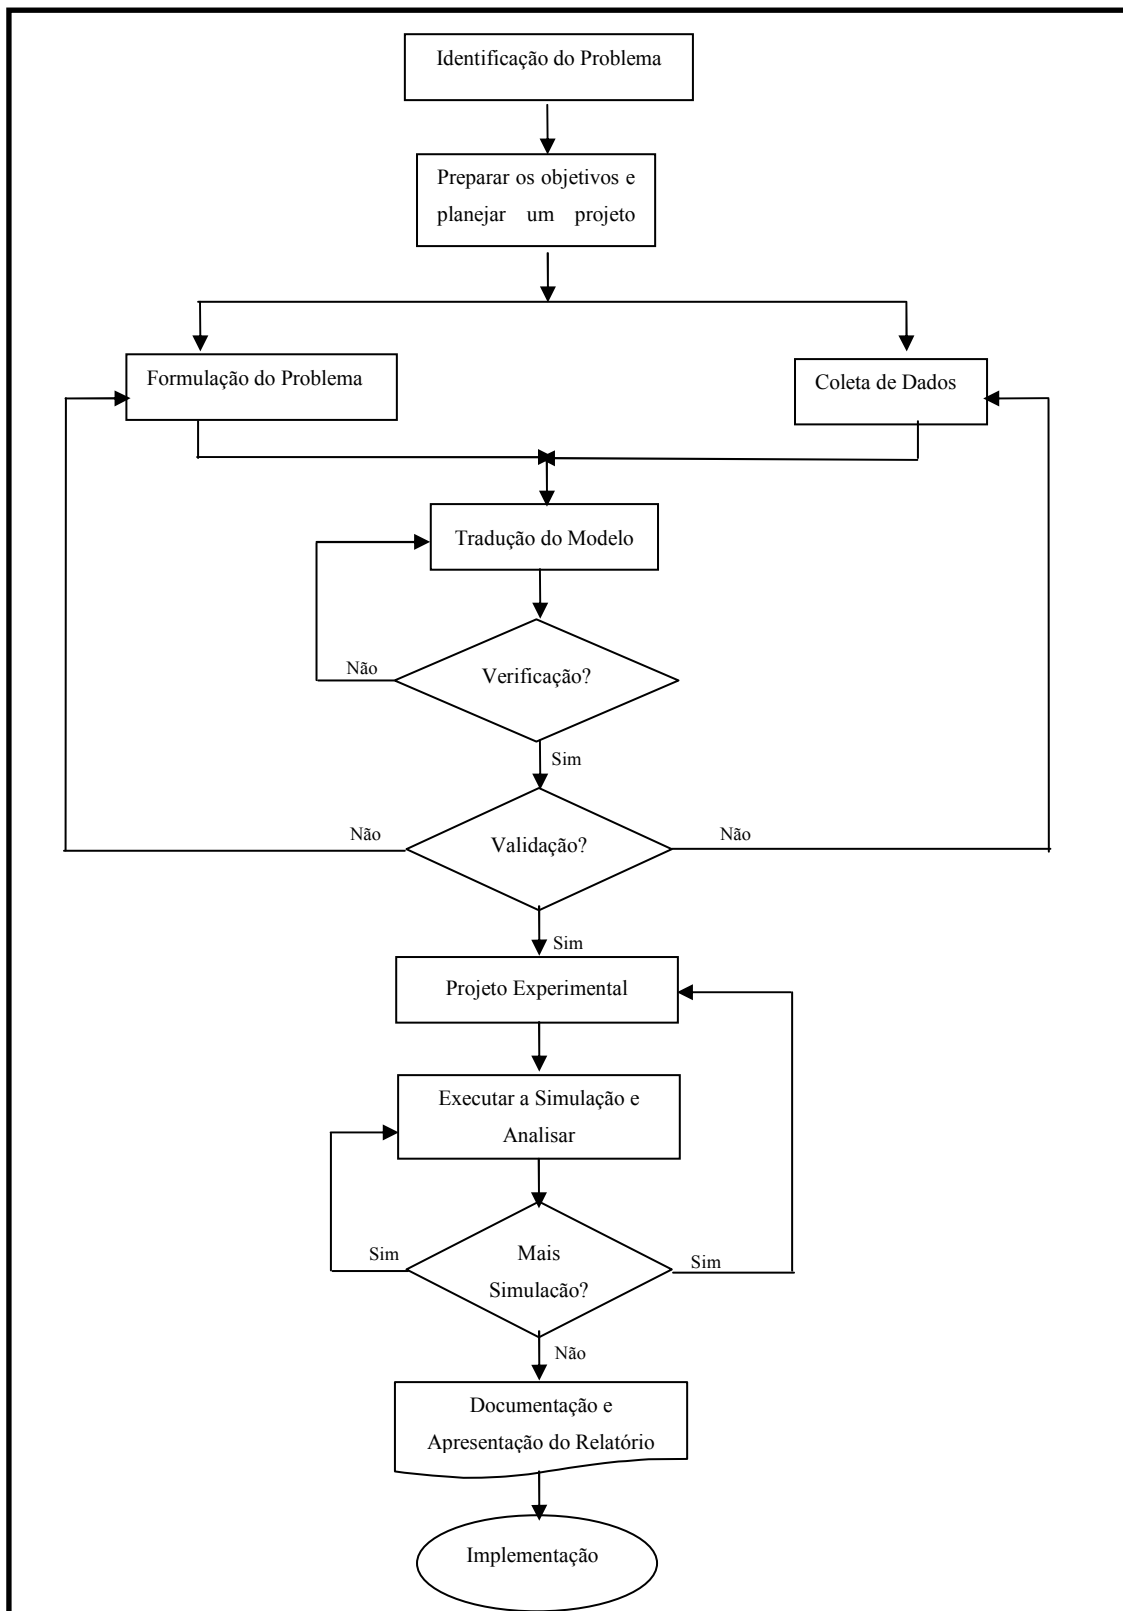 Identificação do Problema
Preparar os objetivos e
planejar um projeto
Formulação do Problema
Coleta de Dados
Tradução do Modelo
Não
Verificação?
Sim
Não
Validação?
Não
Sim
Projeto Experimental
Executar a Simulação e
Analisar
Sim
Mais
Simulacão?
Sim
Não
Documentação e
Apresentação do Relatório
Implementação